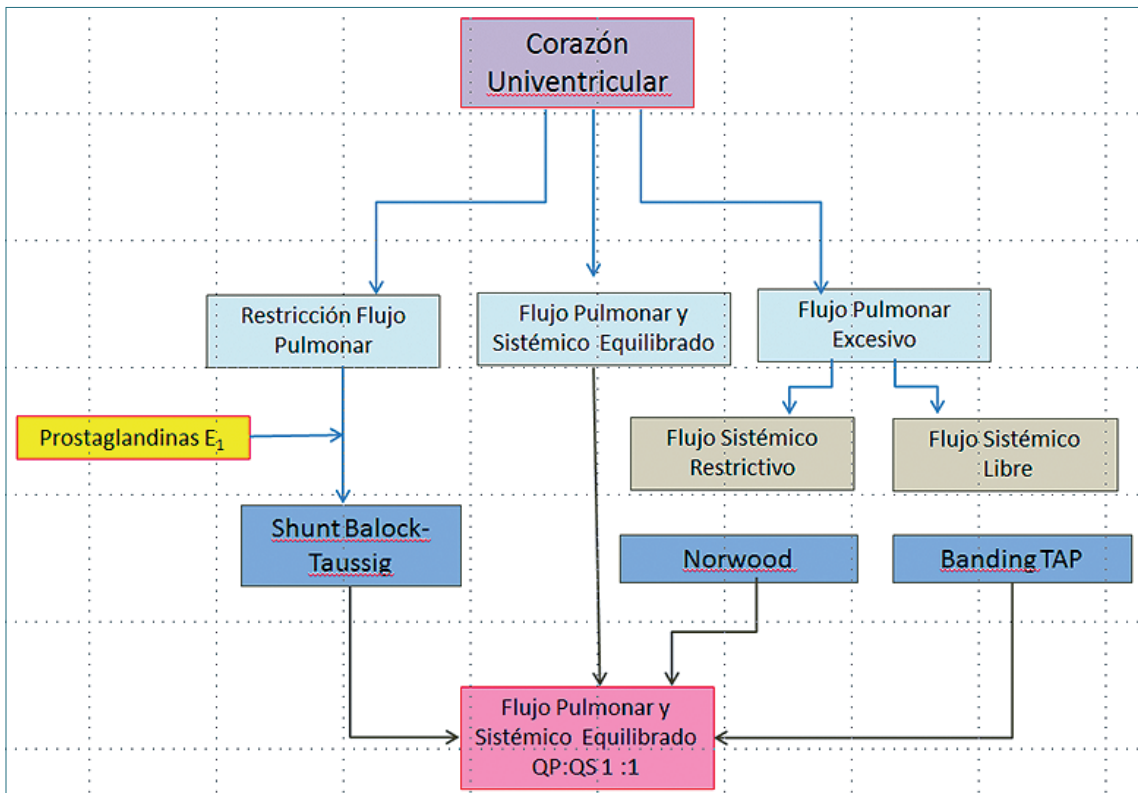 Corazón
Univentricular
Restricción Flujo
Pulmonar
Flujo Pulmonar y
Sistémico Equilibrado
Flujo Pulmonar
Excesivo
Prostaglandinas E₁
Flujo Sistémico
Restrictivo
Flujo Sistémico
Libre
Shunt Balock-
Taussig
Norwood
Banding TAP
Flujo Pulmonar y
Sistémico Equilibrado
QP:QS 1 :1